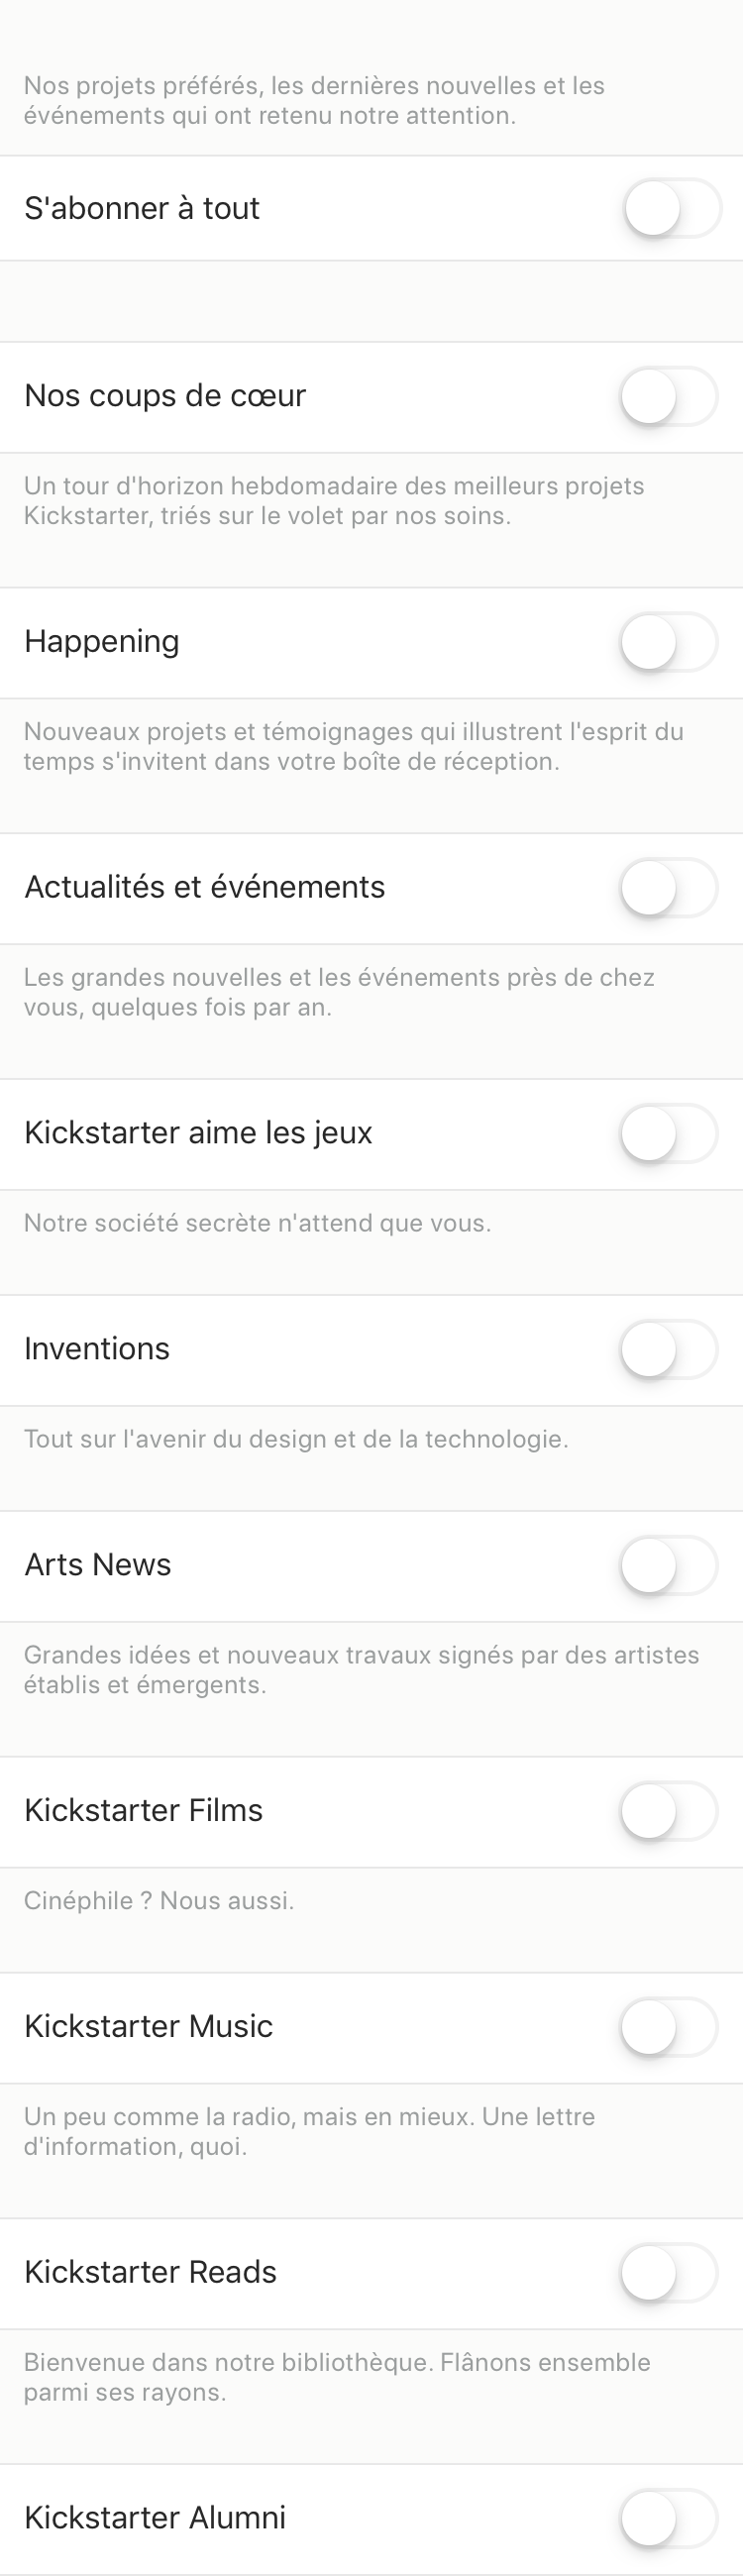 Nos projets préférés, les dernières nouvelles et les
événements qui ont retenu notre attention.
S'abonner à tout
Nos coups de cœur
Un tour d'horizon hebdomadaire des meilleurs projets
Kickstarter, triés sur le volet par nos soins.
Happening
Nouveaux projets et témoignages qui illustrent l'esprit du
temps s'invitent dans votre boîte de réception.
Actualités et événements
Les grandes nouvelles et les événements près de chez
vous, quelques fois par an.
Kickstarter aime les jeux
Notre société secrète n'attend que vous.
Inventions
Tout sur l'avenir du design et de la technologie.
Arts News
Grandes idées et nouveaux travaux signés par des artistes
établis et émergents.
Kickstarter Films
Cinéphile ? Nous aussi.
Kickstarter Music
Un peu comme la radio, mais en mieux. Une lettre
d'information, quoi.
Kickstarter Reads
Bienvenue dans notre bibliothèque. Flânons ensemble
parmi ses rayons.
Kickstarter Alumni